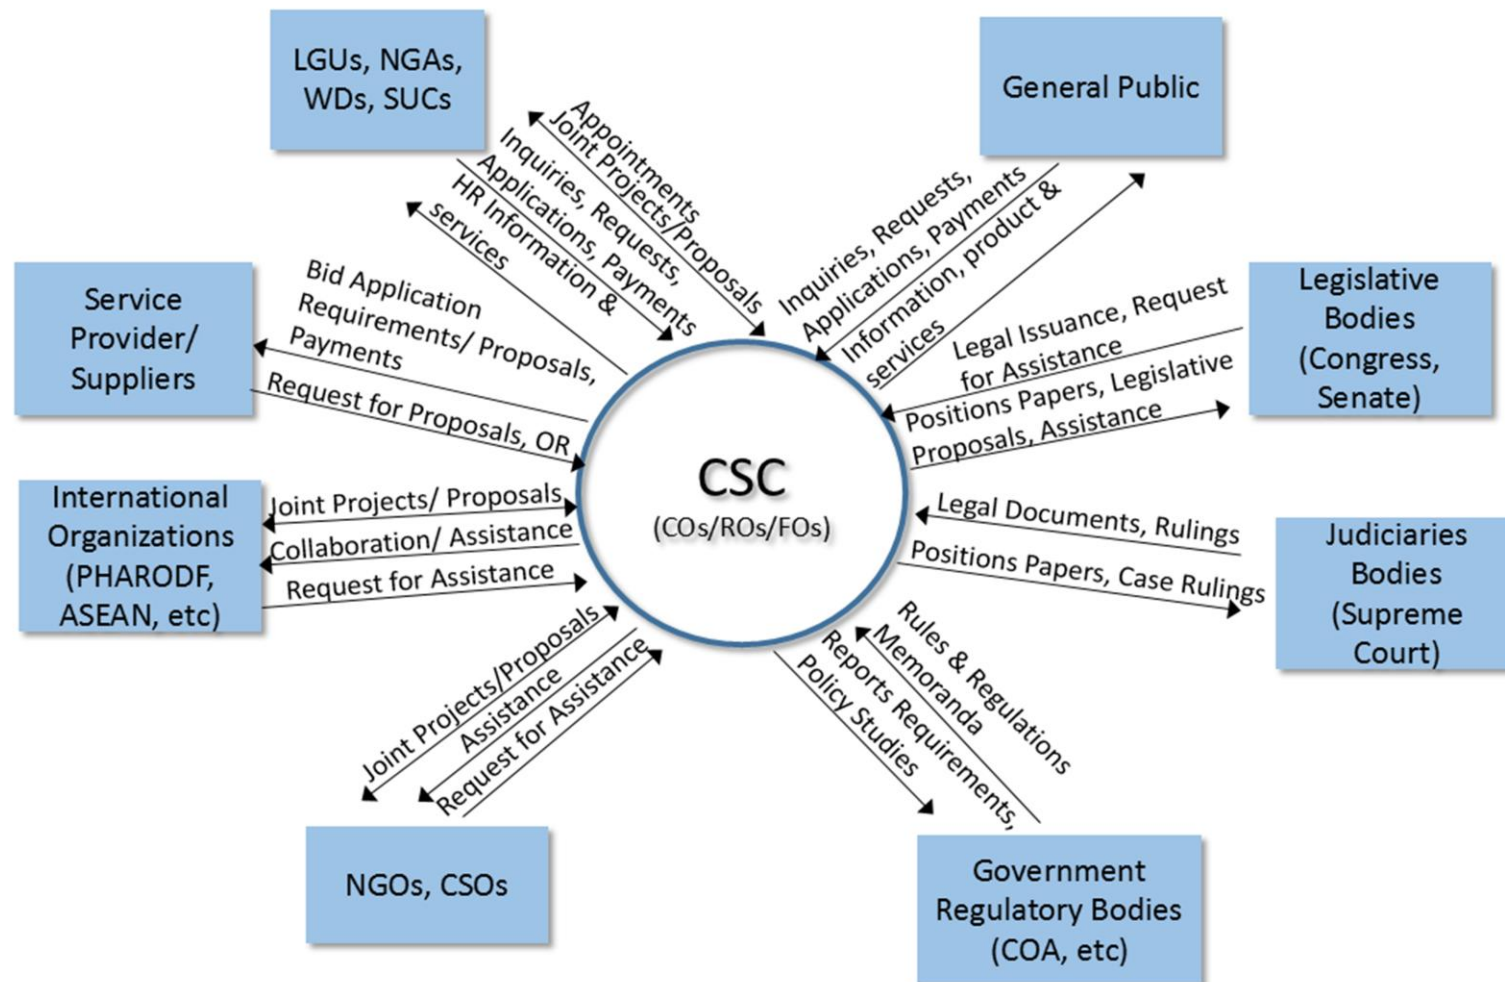 LGUs, NGAs,
WDs, SUCs
General Public
Appointments
Joint Projects/Proposals
Inquiries, Requests,
Applications, Payments
HR Information &
services
Inquiries, Requests,
Applications, Payments
Information, product &
services
Service
Provider/
Suppliers
Bid Application
Requirements/ Proposals,
Payments
Request for Proposals, OR
Legal Issuance, Request
for Assistance
Positions Papers, Legislative
Proposals, Assistance
Legislative
Bodies
(Congress,
Senate)
CSC
(COs/ROs/FOs)
International
Organizations
(PHARODF,
ASEAN, etc)
Joint Projects/ Proposals
Collaboration/ Assistance
Request for Assistance
Legal Documents, Rulings
Positions Papers, Case Rulings
Judiciaries
Bodies
(Supreme
Court)
Joint Projects/Proposals
Assistance
Request for Assistance
Rules & Regulations
Memoranda
Reports Requirements,
Policy Studies
NGOs, CSOs
Government
Regulatory Bodies
(COA, etc)